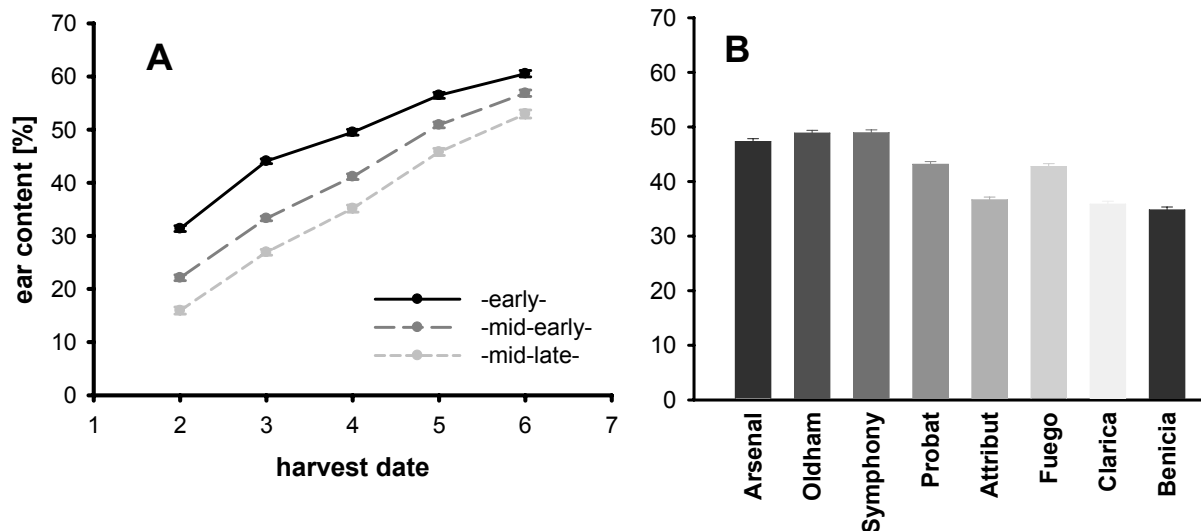 A
70
60
50
40
30
20
10
0
ear content [%]
1 2 3 4 5 6 7
harvest date
-early-
-mid-early-
-mid-late-
B
70
60
50
40
30
20
10
0
Arsenal
Oldham
Symphony
Probat
Attribut
Fuego
Clarica
Benicia